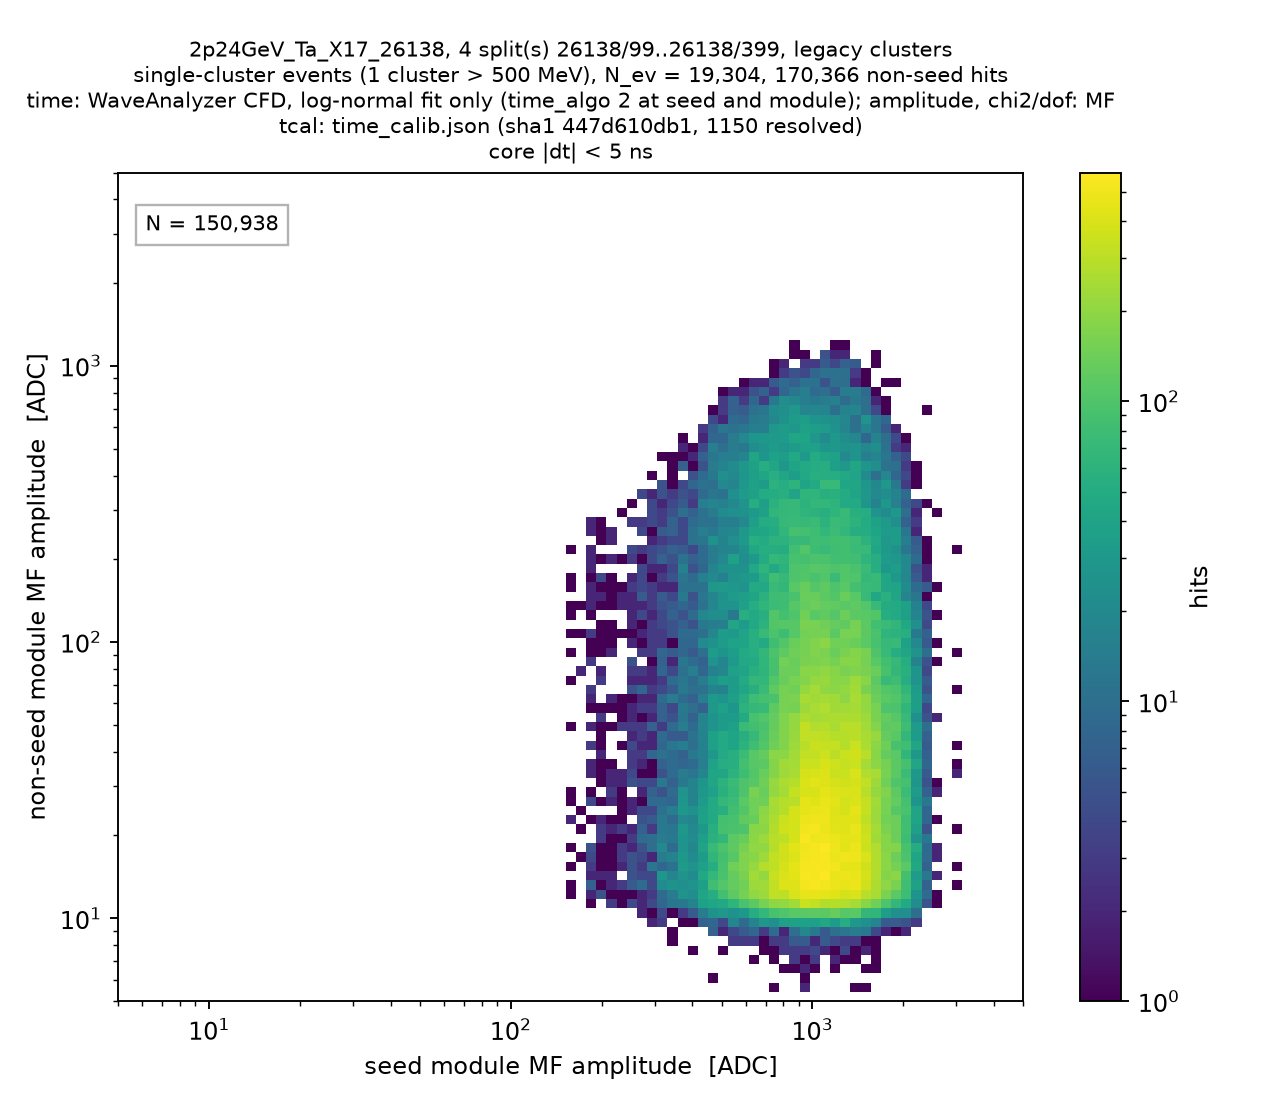 2p24GeV_Ta_X17_26138, 4 split(s) 26138/99..26138/399, legacy clusters
single-cluster events (1 cluster > 500 MeV), N_ev = 19,304, 170,366 non-seed hits
time: WaveAnalyzer CFD, log-normal fit only (time_algo 2 at seed and module); amplitude, chi2/dof: MF
tcal: time_calib.json (sha1 447d610db1, 1150 resolved)
core |dt| < 5 ns
N = 150,938
non-seed module MF amplitude [ADC]
10³
10²
10¹
10¹
10²
10³
seed module MF amplitude [ADC]
10²
10¹
10⁰
hits